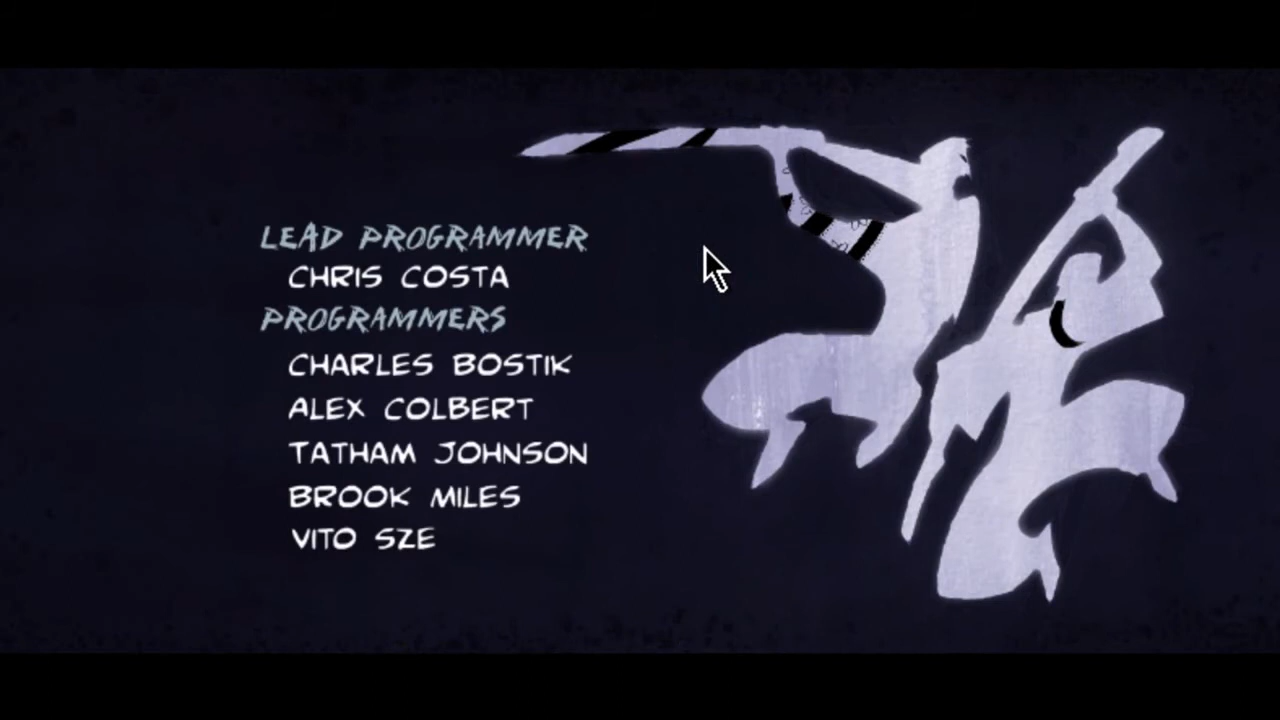 LEAD PROGRAMMER
CHRIS COSTA
PROGRAMMERS
CHARLES BOSTIK
ALEX COLBERT
TATHAM JOHNSON
BROOK MILES
VITO SZE